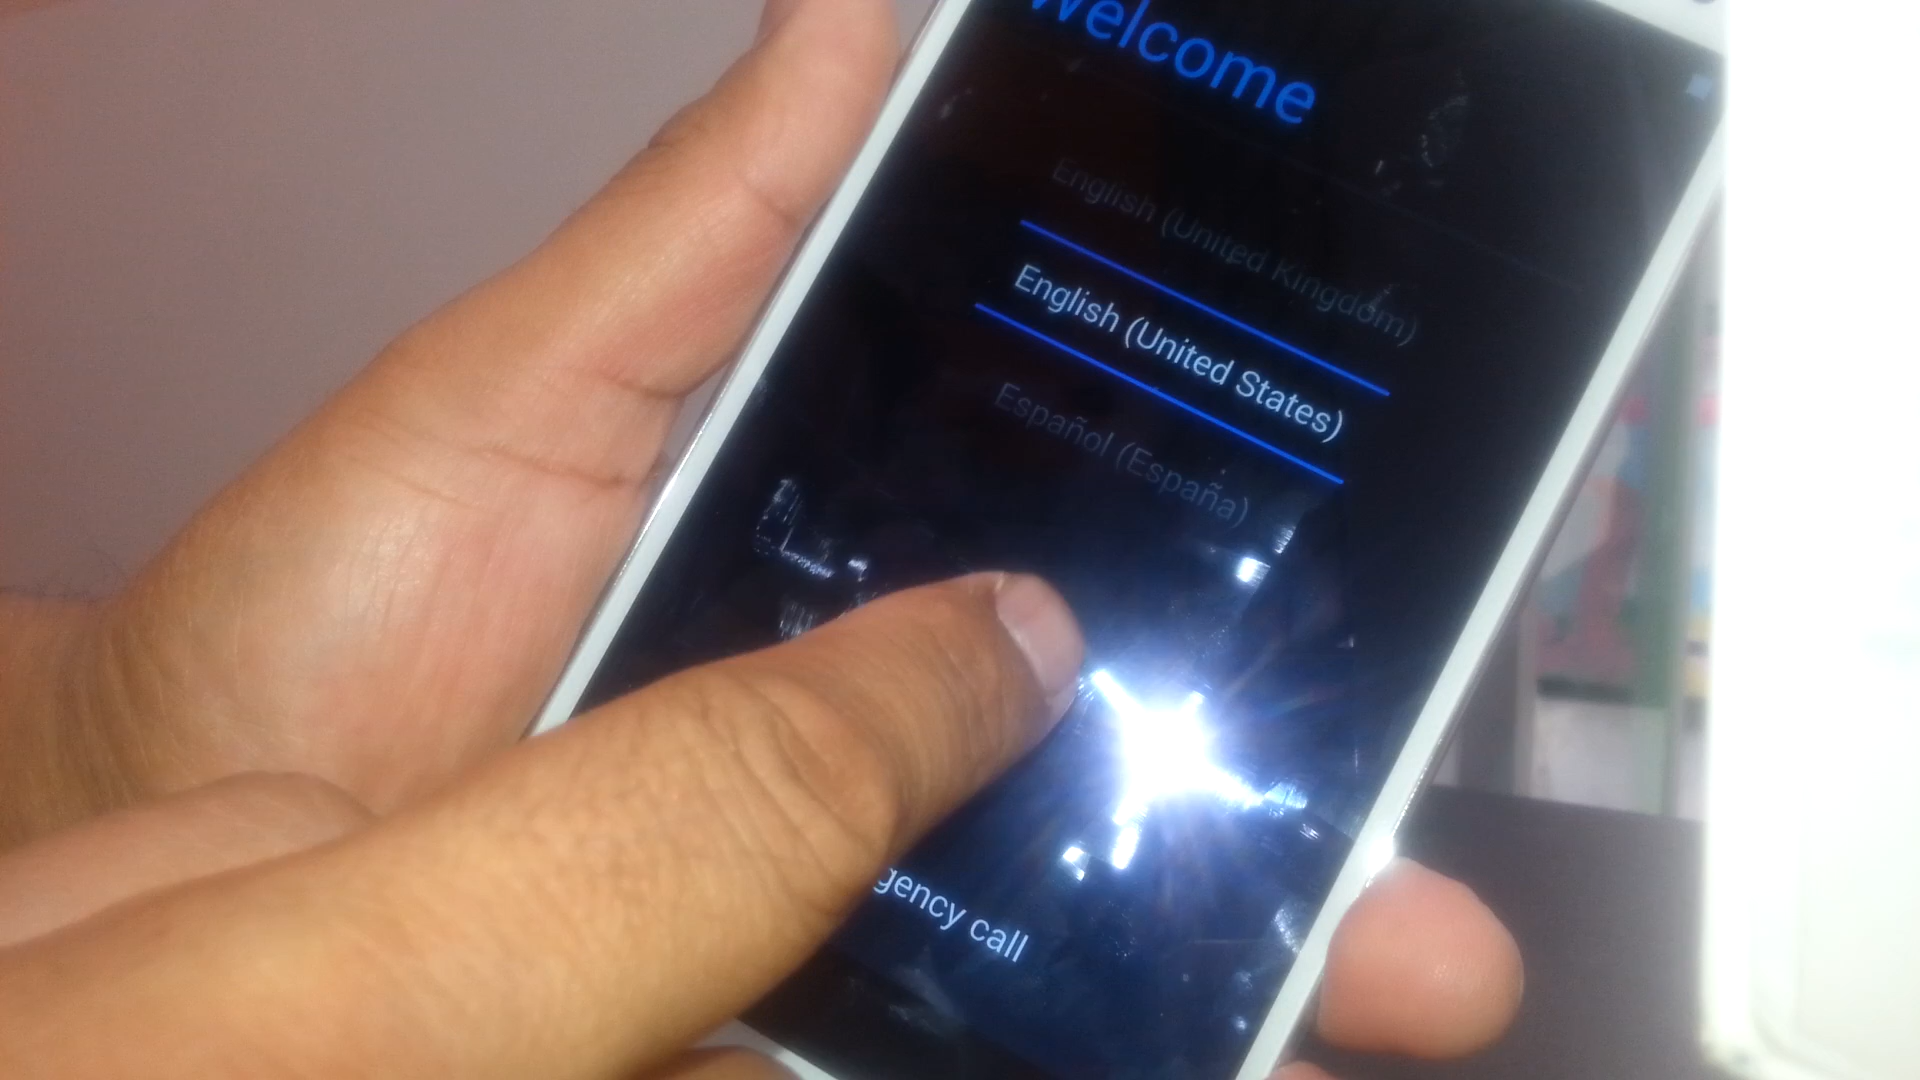 Welcome
English (United Kingdom)
English (United States)
Español (España)
gency call